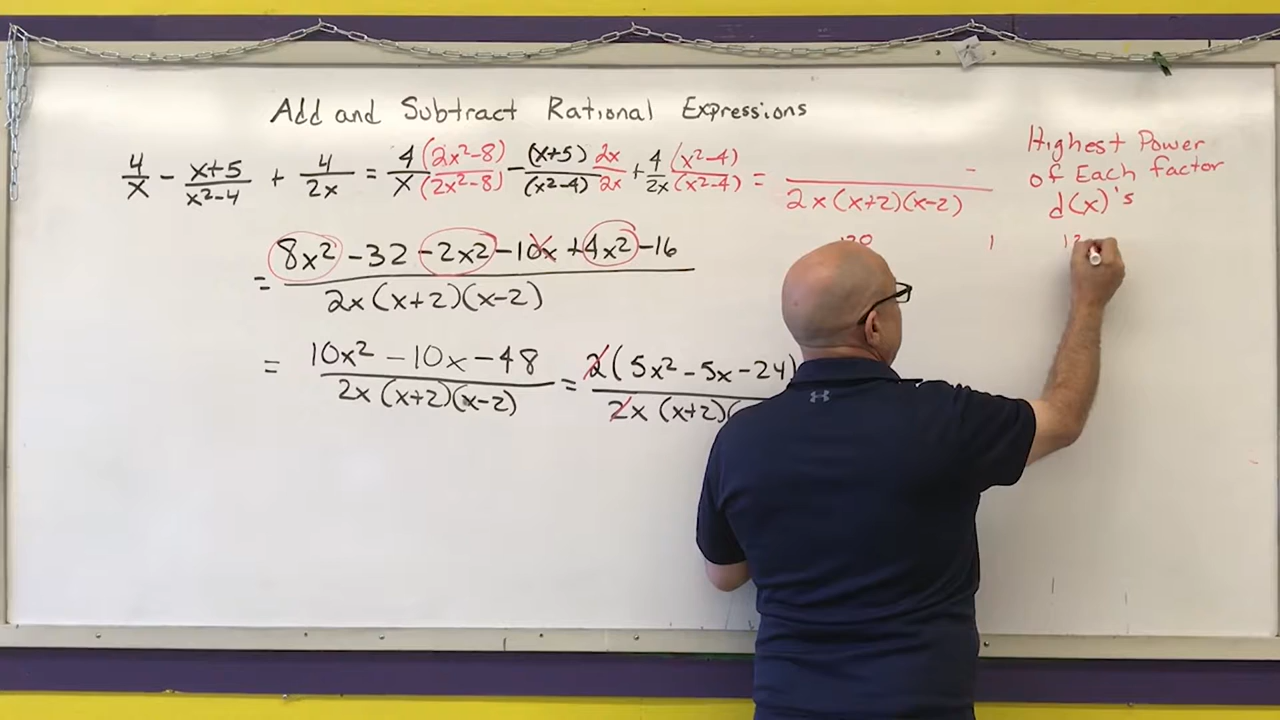 Add and Subtract Rational Expressions
4/x - (x+5)/(x²-4) + 4/(2x) = 4(2x²-8)/x(2x²-8) - (x+5)2x/(x²-4)2x + 4(x²-4)/2x(x²-4) = -/2x(x+2)(x-2)
Highest Power
of Each factor
d(x)'s
= 8x²-32-2x²-10x+4x²-16/2x(x+2)(x-2)
= 10x²-10x-48/2x(x+2)(x-2) = 2(5x²-5x-24)/2x(x+2)(
1